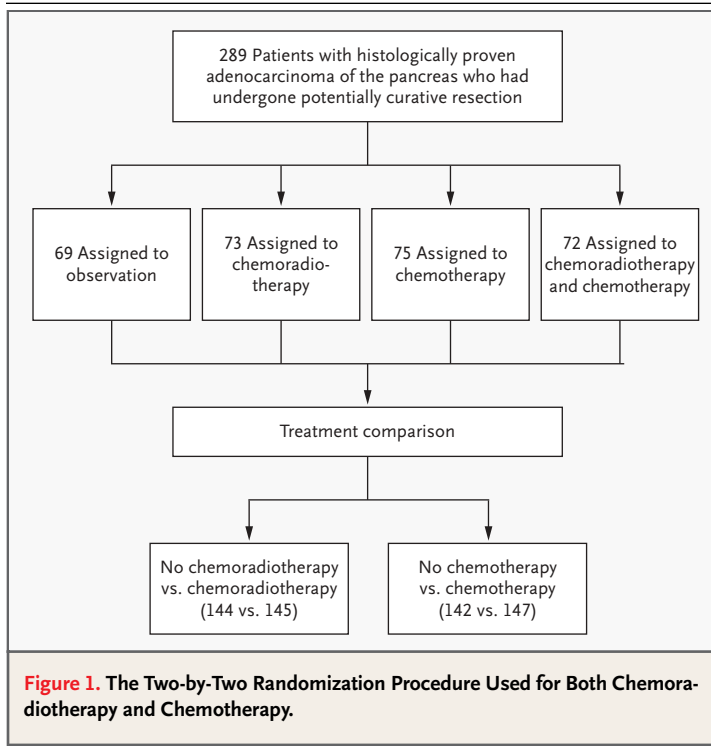 289 Patients with histologically proven
adenocarcinoma of the pancreas who had
undergone potentially curative resection
69 Assigned to
observation
73 Assigned to
chemoradio-
therapy
75 Assigned to
chemotherapy
72 Assigned to
chemoradiotherapy
and chemotherapy
Treatment comparison
No chemoradiotherapy
vs. chemoradiotherapy
(144 vs. 145)
No chemotherapy
vs. chemotherapy
(142 vs. 147)
Figure 1. The Two-by-Two Randomization Procedure Used for Both Chemora-
diotherapy and Chemotherapy.